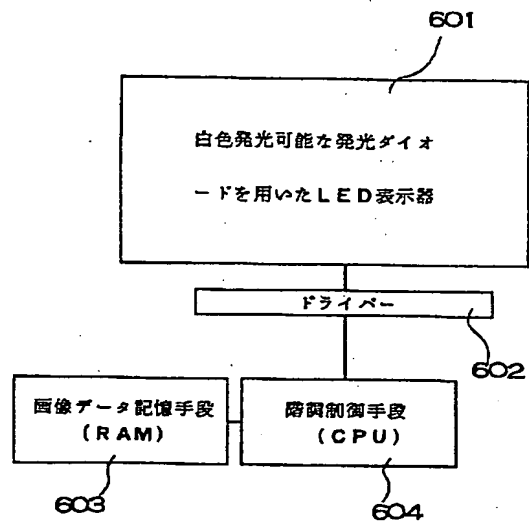 601
白色発光可能な発光ダイオ
ードを用いたLED表示器
ドライバー
602
画像データ記憶手段
(RAM)
階調制御手段
(CPU)
603
604